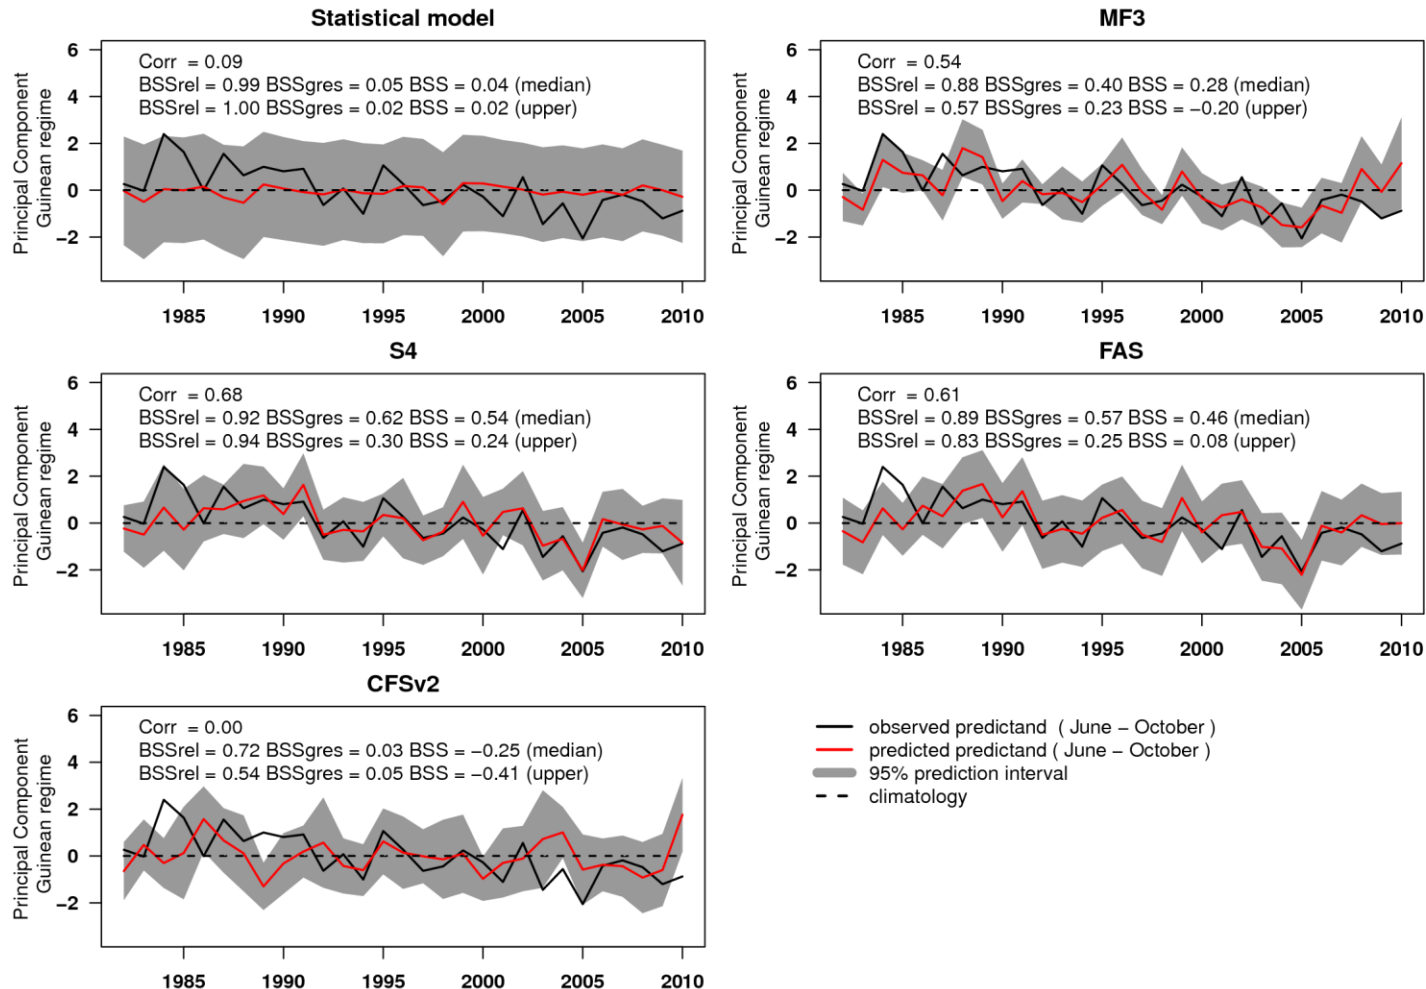 Statistical model
Principal Component
Guinean regime
6
4
2
0
−2
Corr = 0.09
BSSrel = 0.99 BSSgres = 0.05 BSS = 0.04 (median)
BSSrel = 1.00 BSSgres = 0.02 BSS = 0.02 (upper)
1985 1990 1995 2000 2005 2010
MF3
Principal Component
Guinean regime
6
4
2
0
−2
Corr = 0.54
BSSrel = 0.88 BSSgres = 0.40 BSS = 0.28 (median)
BSSrel = 0.57 BSSgres = 0.23 BSS = −0.20 (upper)
1985 1990 1995 2000 2005 2010
S4
Principal Component
Guinean regime
6
4
2
0
−2
Corr = 0.68
BSSrel = 0.92 BSSgres = 0.62 BSS = 0.54 (median)
BSSrel = 0.94 BSSgres = 0.30 BSS = 0.24 (upper)
1985 1990 1995 2000 2005 2010
FAS
Principal Component
Guinean regime
6
4
2
0
−2
Corr = 0.61
BSSrel = 0.89 BSSgres = 0.57 BSS = 0.46 (median)
BSSrel = 0.83 BSSgres = 0.25 BSS = 0.08 (upper)
1985 1990 1995 2000 2005 2010
CFSv2
Principal Component
Guinean regime
6
4
2
0
−2
Corr = 0.00
BSSrel = 0.72 BSSgres = 0.03 BSS = −0.25 (median)
BSSrel = 0.54 BSSgres = 0.05 BSS = −0.41 (upper)
1985 1990 1995 2000 2005 2010
observed predictand ( June − October )
predicted predictand ( June − October )
95% prediction interval
climatology